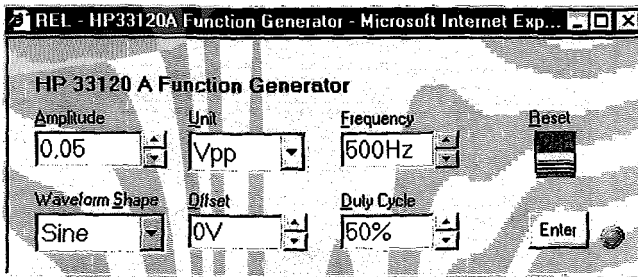 REL - HP33120A Function Generator - Microsoft Internet Exp...
HP 33120 A Function Generator
Amplitude Unit Frequency Reset
0,05 Vpp 500Hz
Waveform Shape Offset Duty Cycle
Sine 0V 50% Enter